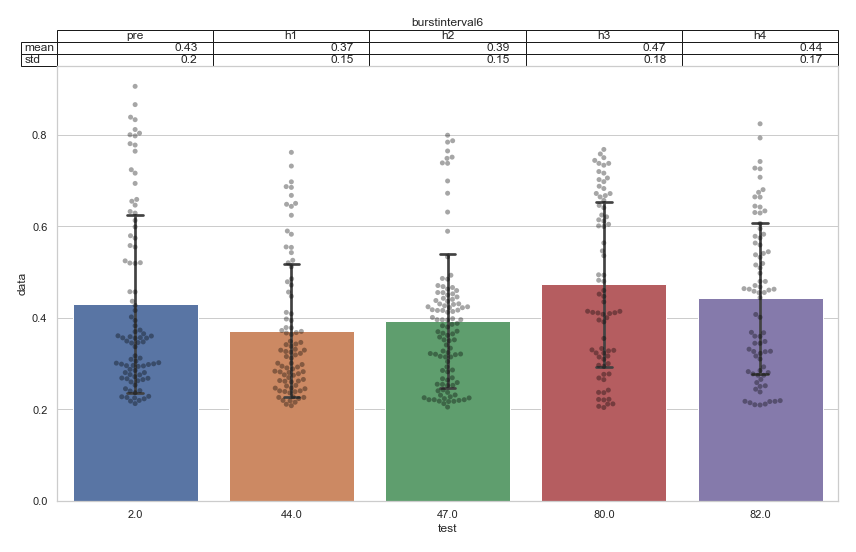 burstinterval6
pre h1 h2 h3 h4
mean 0.43 0.37 0.39 0.47 0.44
std 0.2 0.15 0.15 0.18 0.17
0.8
0.6
0.4
0.2
0.0
data
2.0 44.0 47.0 80.0 82.0
test